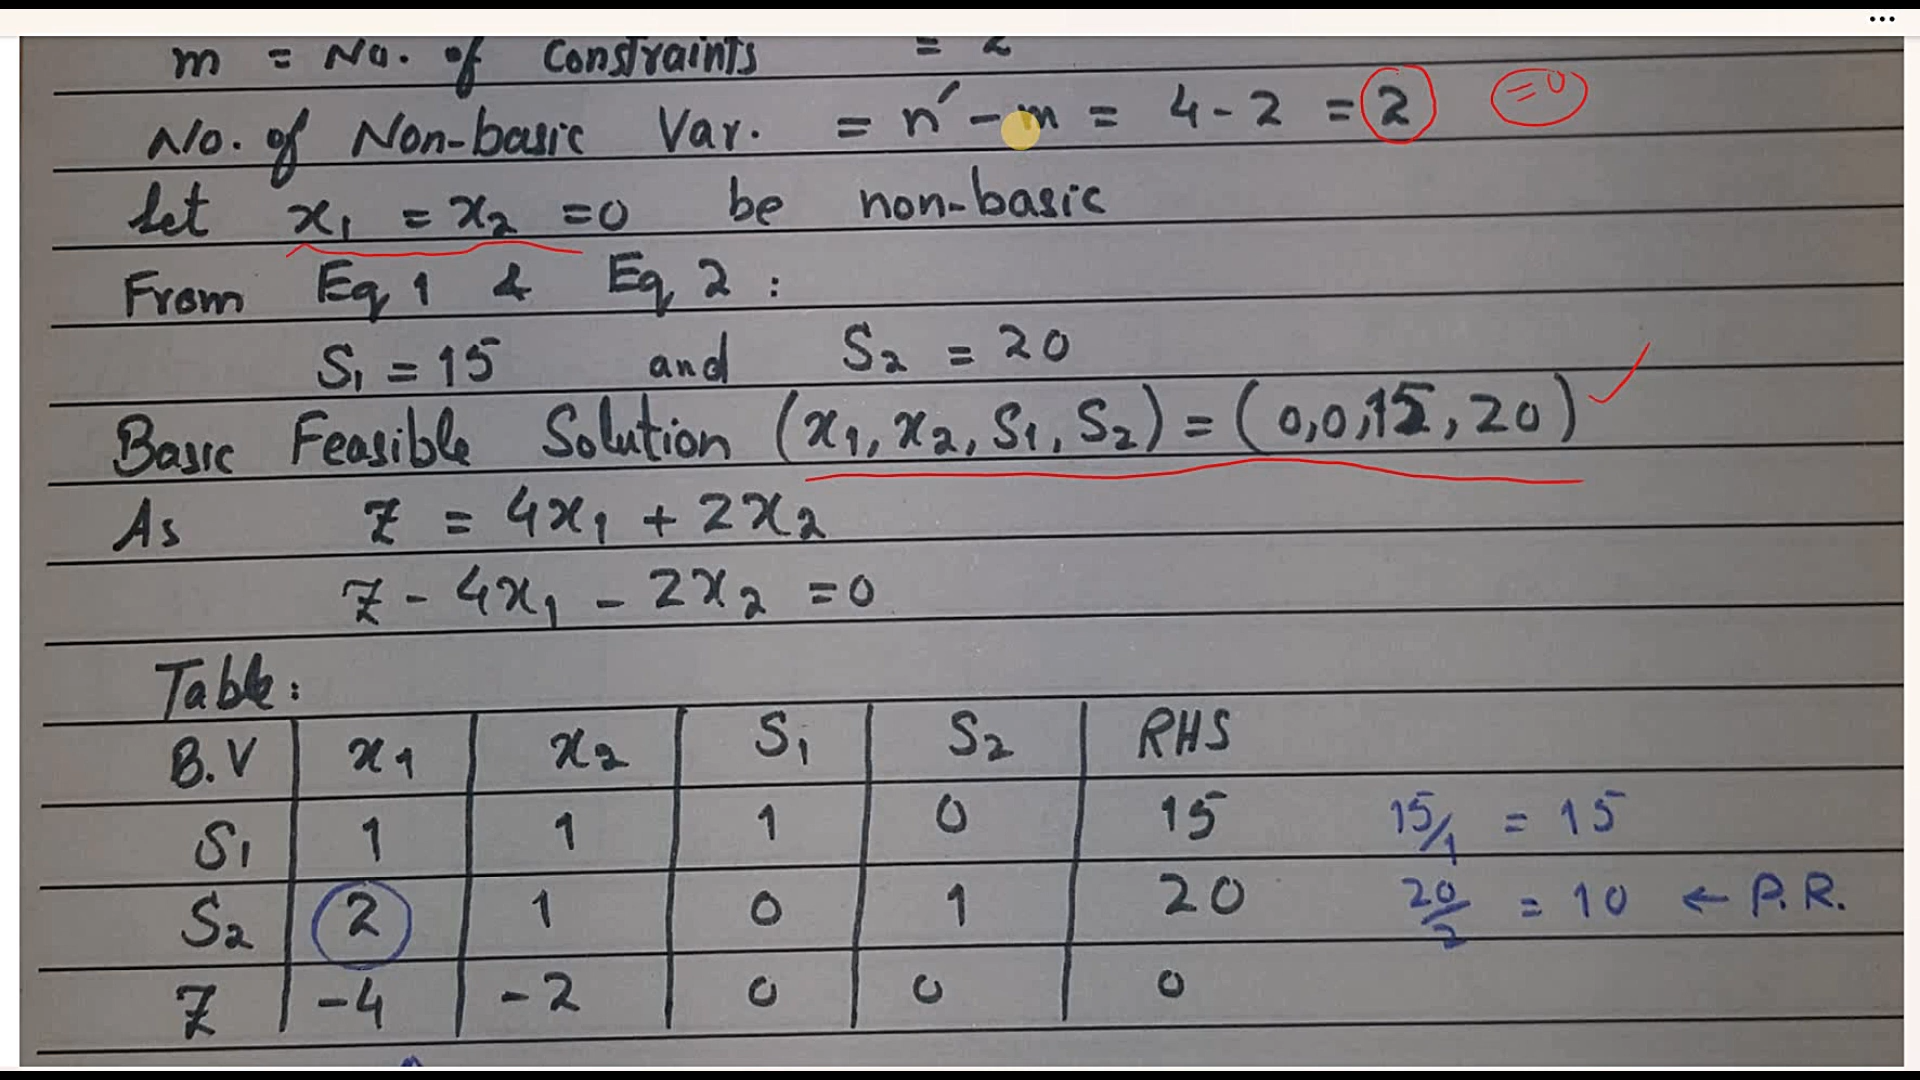 m = No. of Constraints = 2
No. of Non-basic Var. = n′ - m = 4 - 2 = 2 =0
Let x₁ = x₂ = 0 be non-basic
From Eq 1 & Eq 2 :
S₁ = 15 and S₂ = 20
Basic Feasible Solution (x₁, x₂, S₁, S₂) = (0,0,15,20)
As Z = 4x₁ + 2x₂
Z - 4x₁ - 2x₂ = 0
Table:
B.V x₁ x₂ S₁ S₂ RHS
S₁ 1 1 1 0 15 15/1 = 15
S₂ 2 1 0 1 20 20/2 = 10 ← P.R.
Z -4 -2 0 0 0